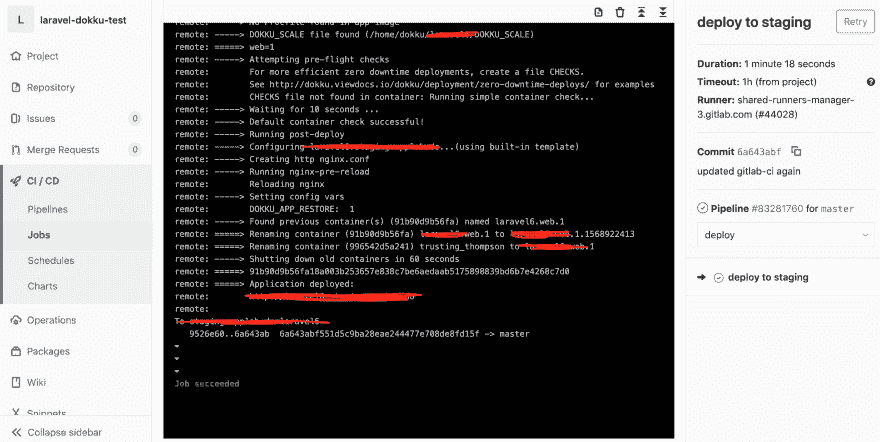 L laravel-dokku-test
Project
Repository
Issues 0
Merge Requests 0
CI / CD
Pipelines
Jobs
Schedules
Charts
Operations
Packages
Wiki
Snippets
Collapse sidebar
remote: -----> No Procfile found in app image
remote: -----> DOKKU_SCALE file found (/home/dokku/ /DOKKU_SCALE)
remote: =====> web=1
remote: -----> Attempting pre-flight checks
remote: For more efficient zero downtime deployments, create a file CHECKS.
remote: See http://dokku.viewdocs.io/dokku/deployment/zero-downtime-deploys/ for examples
remote: CHECKS file not found in container: Running simple container check...
remote: -----> Waiting for 10 seconds ...
remote: -----> Default container check successful!
remote: -----> Running post-deploy
remote: -----> Configuring ...(using built-in template)
remote: -----> Creating http nginx.conf
remote: -----> Running nginx-pre-reload
remote: Reloading nginx
remote: -----> Setting config vars
remote: DOKKU_APP_RESTORE: 1
remote: -----> Found previous container(s) (91b90d9b56fa) named laravel6.web.1
remote: =====> Renaming container (91b90d9b56fa) web.1 to .1.1568922413
remote: =====> Renaming container (996542d5a241) trusting_thompson to web.1
remote: -----> Shutting down old containers in 60 seconds
remote: =====> 91b90d9b56fa18a003b253657e838c7be6aedaab5175898839bd6b7e4268c7d0
remote: =====> Application deployed:
remote:
remote:
To
9526e60..6a643ab 6a643abf551d5c9ba28eae244477e708de8fd15f -> master
Job succeeded
deploy to staging
Retry
Duration: 1 minute 18 seconds
Timeout: 1h (from project)
Runner: shared-runners-manager-
3.gitlab.com (#44028)
Commit 6a643abf
updated gitlab-ci again
Pipeline #83281760 for master
deploy
deploy to staging